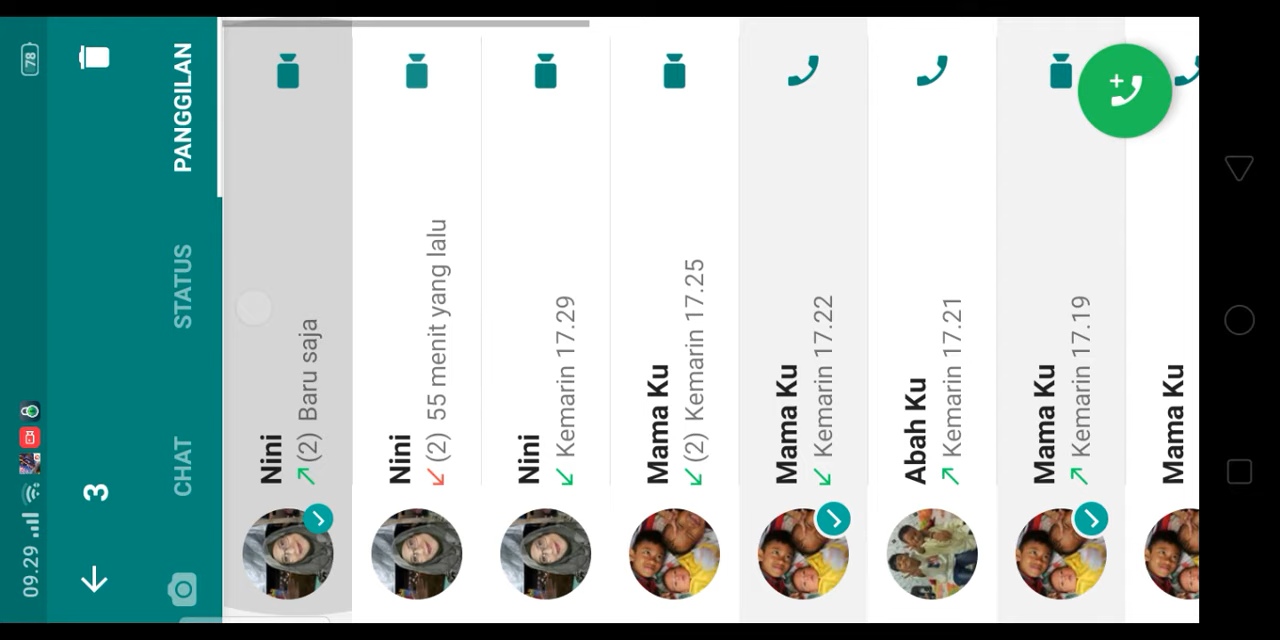 09.29
78
3
CHAT
STATUS
PANGGILAN
Nini
(2) Baru saja
Nini
(2) 55 menit yang lalu
Nini
Kemarin 17.29
Mama Ku
(2) Kemarin 17.25
Mama Ku
Kemarin 17.22
Abah Ku
Kemarin 17.21
Mama Ku
Kemarin 17.19
Mama Ku